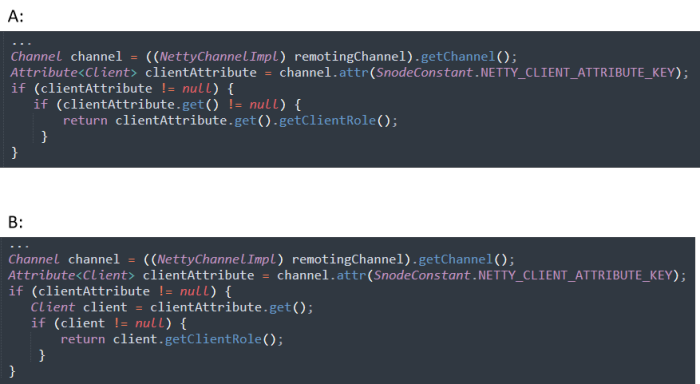 A:
...
Channel channel = ((NettyChannelImpl) remotingChannel).getChannel();
Attribute<Client> clientAttribute = channel.attr(SnodeConstant.NETTY_CLIENT_ATTRIBUTE_KEY);
if (clientAttribute != null) {
if (clientAttribute.get() != null) {
return clientAttribute.get().getClientRole();
}
}
B:
...
Channel channel = ((NettyChannelImpl) remotingChannel).getChannel();
Attribute<Client> clientAttribute = channel.attr(SnodeConstant.NETTY_CLIENT_ATTRIBUTE_KEY);
if (clientAttribute != null) {
Client client = clientAttribute.get();
if (client != null) {
return client.getClientRole();
}
}